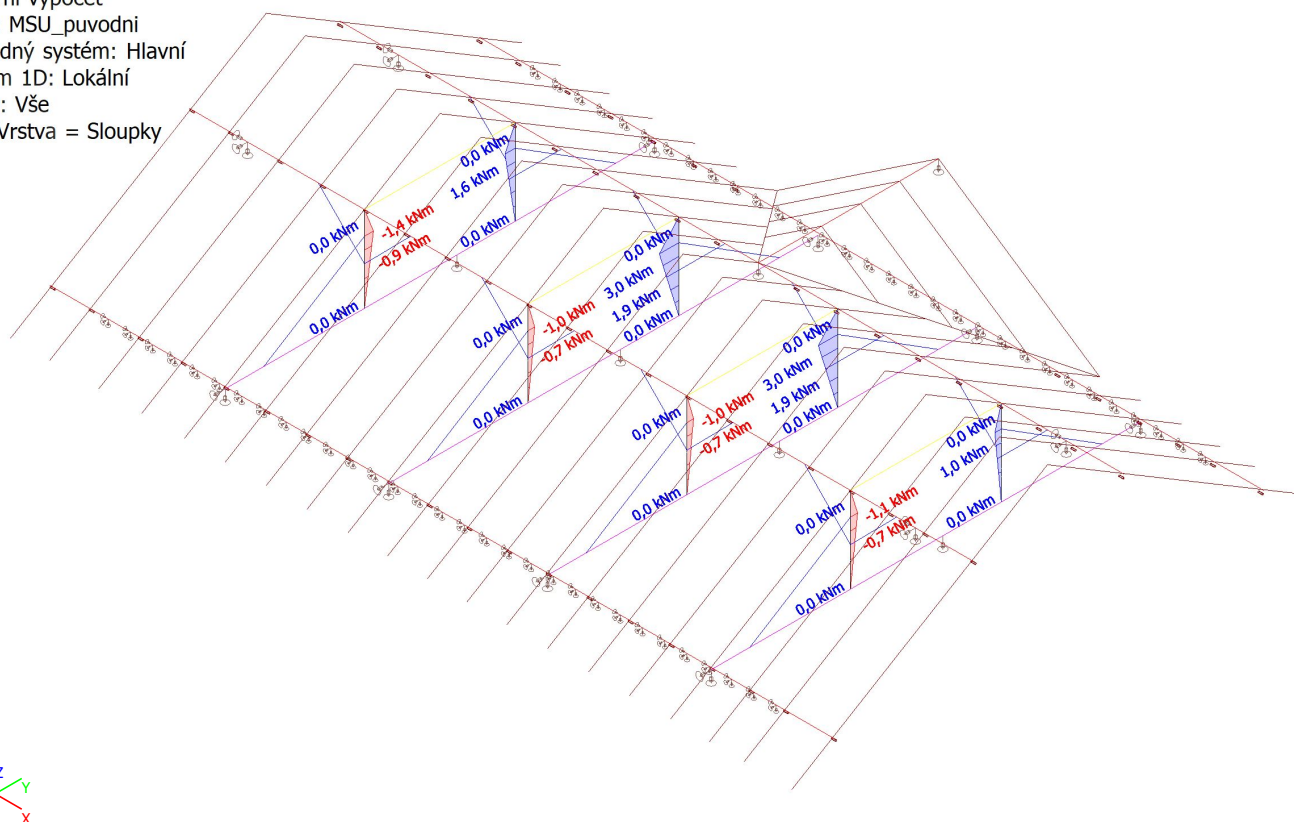 MSU_puvodni
dný systém: Hlavní
m 1D: Lokální
: Vše
Vrstva = Sloupky
0,0 kNm
1,6 kNm
0,0 kNm
0,0 kNm
-1,4 kNm
-0,9 kNm
0,0 kNm
0,0 kNm
3,0 kNm
1,9 kNm
0,0 kNm
0,0 kNm
-1,0 kNm
-0,7 kNm
0,0 kNm
0,0 kNm
3,0 kNm
1,9 kNm
0,0 kNm
0,0 kNm
-1,0 kNm
-0,7 kNm
0,0 kNm
0,0 kNm
1,0 kNm
0,0 kNm
0,0 kNm
-1,1 kNm
-0,7 kNm
0,0 kNm
Z
Y
X